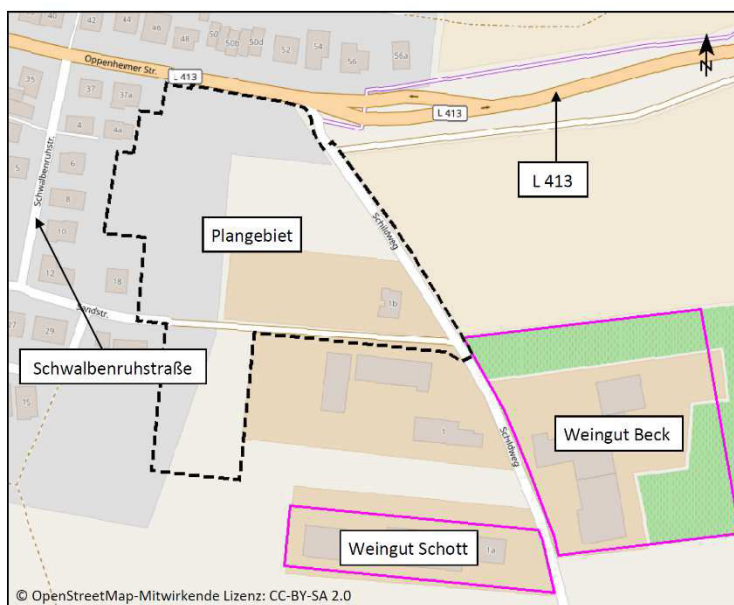 40
42
44
46
48
50
50b
50d
52
54
56
56a
Oppenheimer Str.
L 413
N
35
37
37a
4
4a
5
6
8
10
12
18
Schwalbenruhstr.
L 413
L 413
Plangebiet
Schildweg
1b
Sandstr.
27
29
Schwalbenruhstraße
15
1
Schildweg
Weingut Beck
Weingut Schott
1a
© OpenStreetMap-Mitwirkende Lizenz: CC-BY-SA 2.0